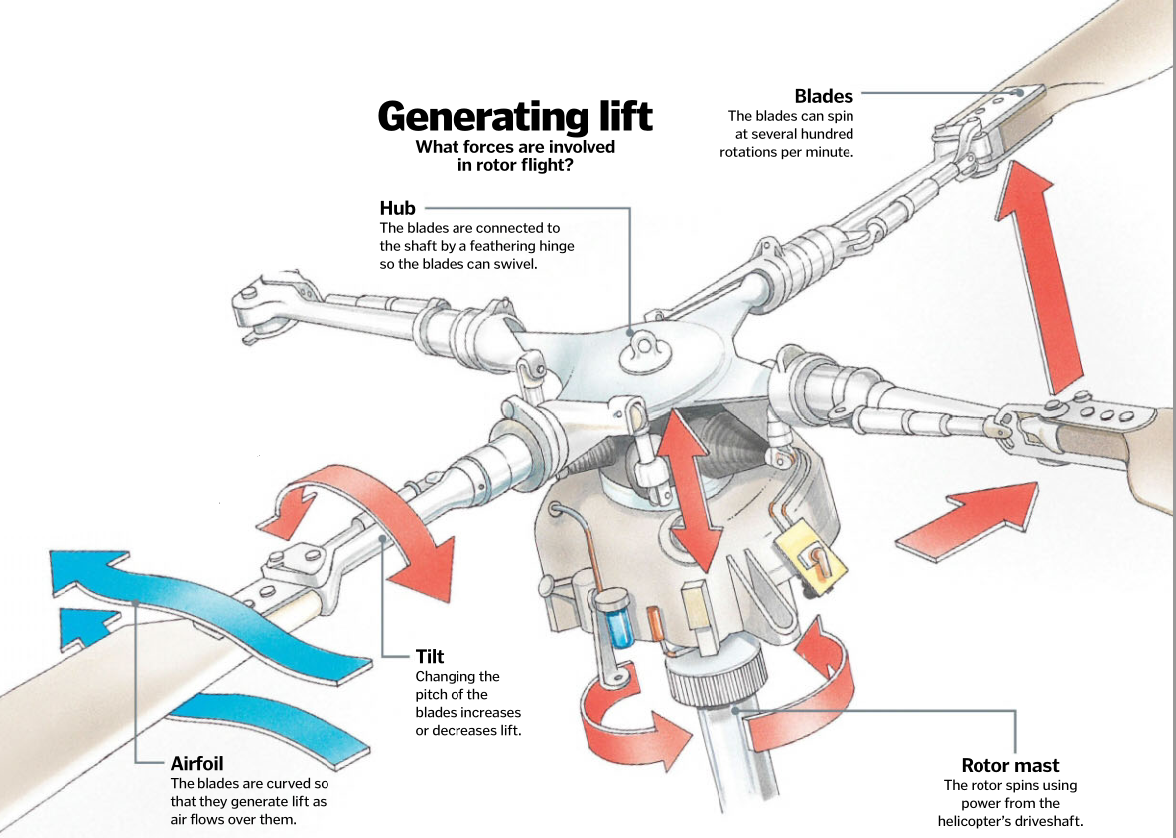 Generating lift
What forces are involved
in rotor flight?
Blades
The blades can spin
at several hundred
rotations per minute.
Hub
The blades are connected to
the shaft by a feathering hinge
so the blades can swivel.
Tilt
Changing the
pitch of the
blades increases
or decreases lift.
Airfoil
The blades are curved so
that they generate lift as
air flows over them.
Rotor mast
The rotor spins using
power from the
helicopter's driveshaft.